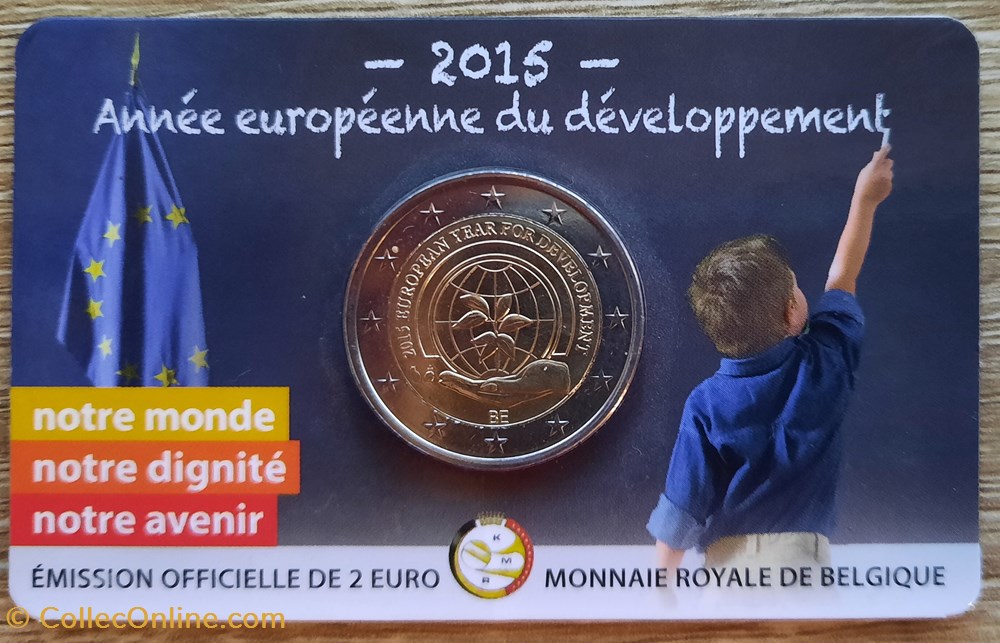 – 2015 –
Année européenne du développement
2015 EUROPEAN YEAR FOR DEVELOPMENT
BE
notre monde
notre dignité
notre avenir
ÉMISSION OFFICIELLE DE 2 EURO
K M R
MONNAIE ROYALE DE BELGIQUE
© CollecOnline.com